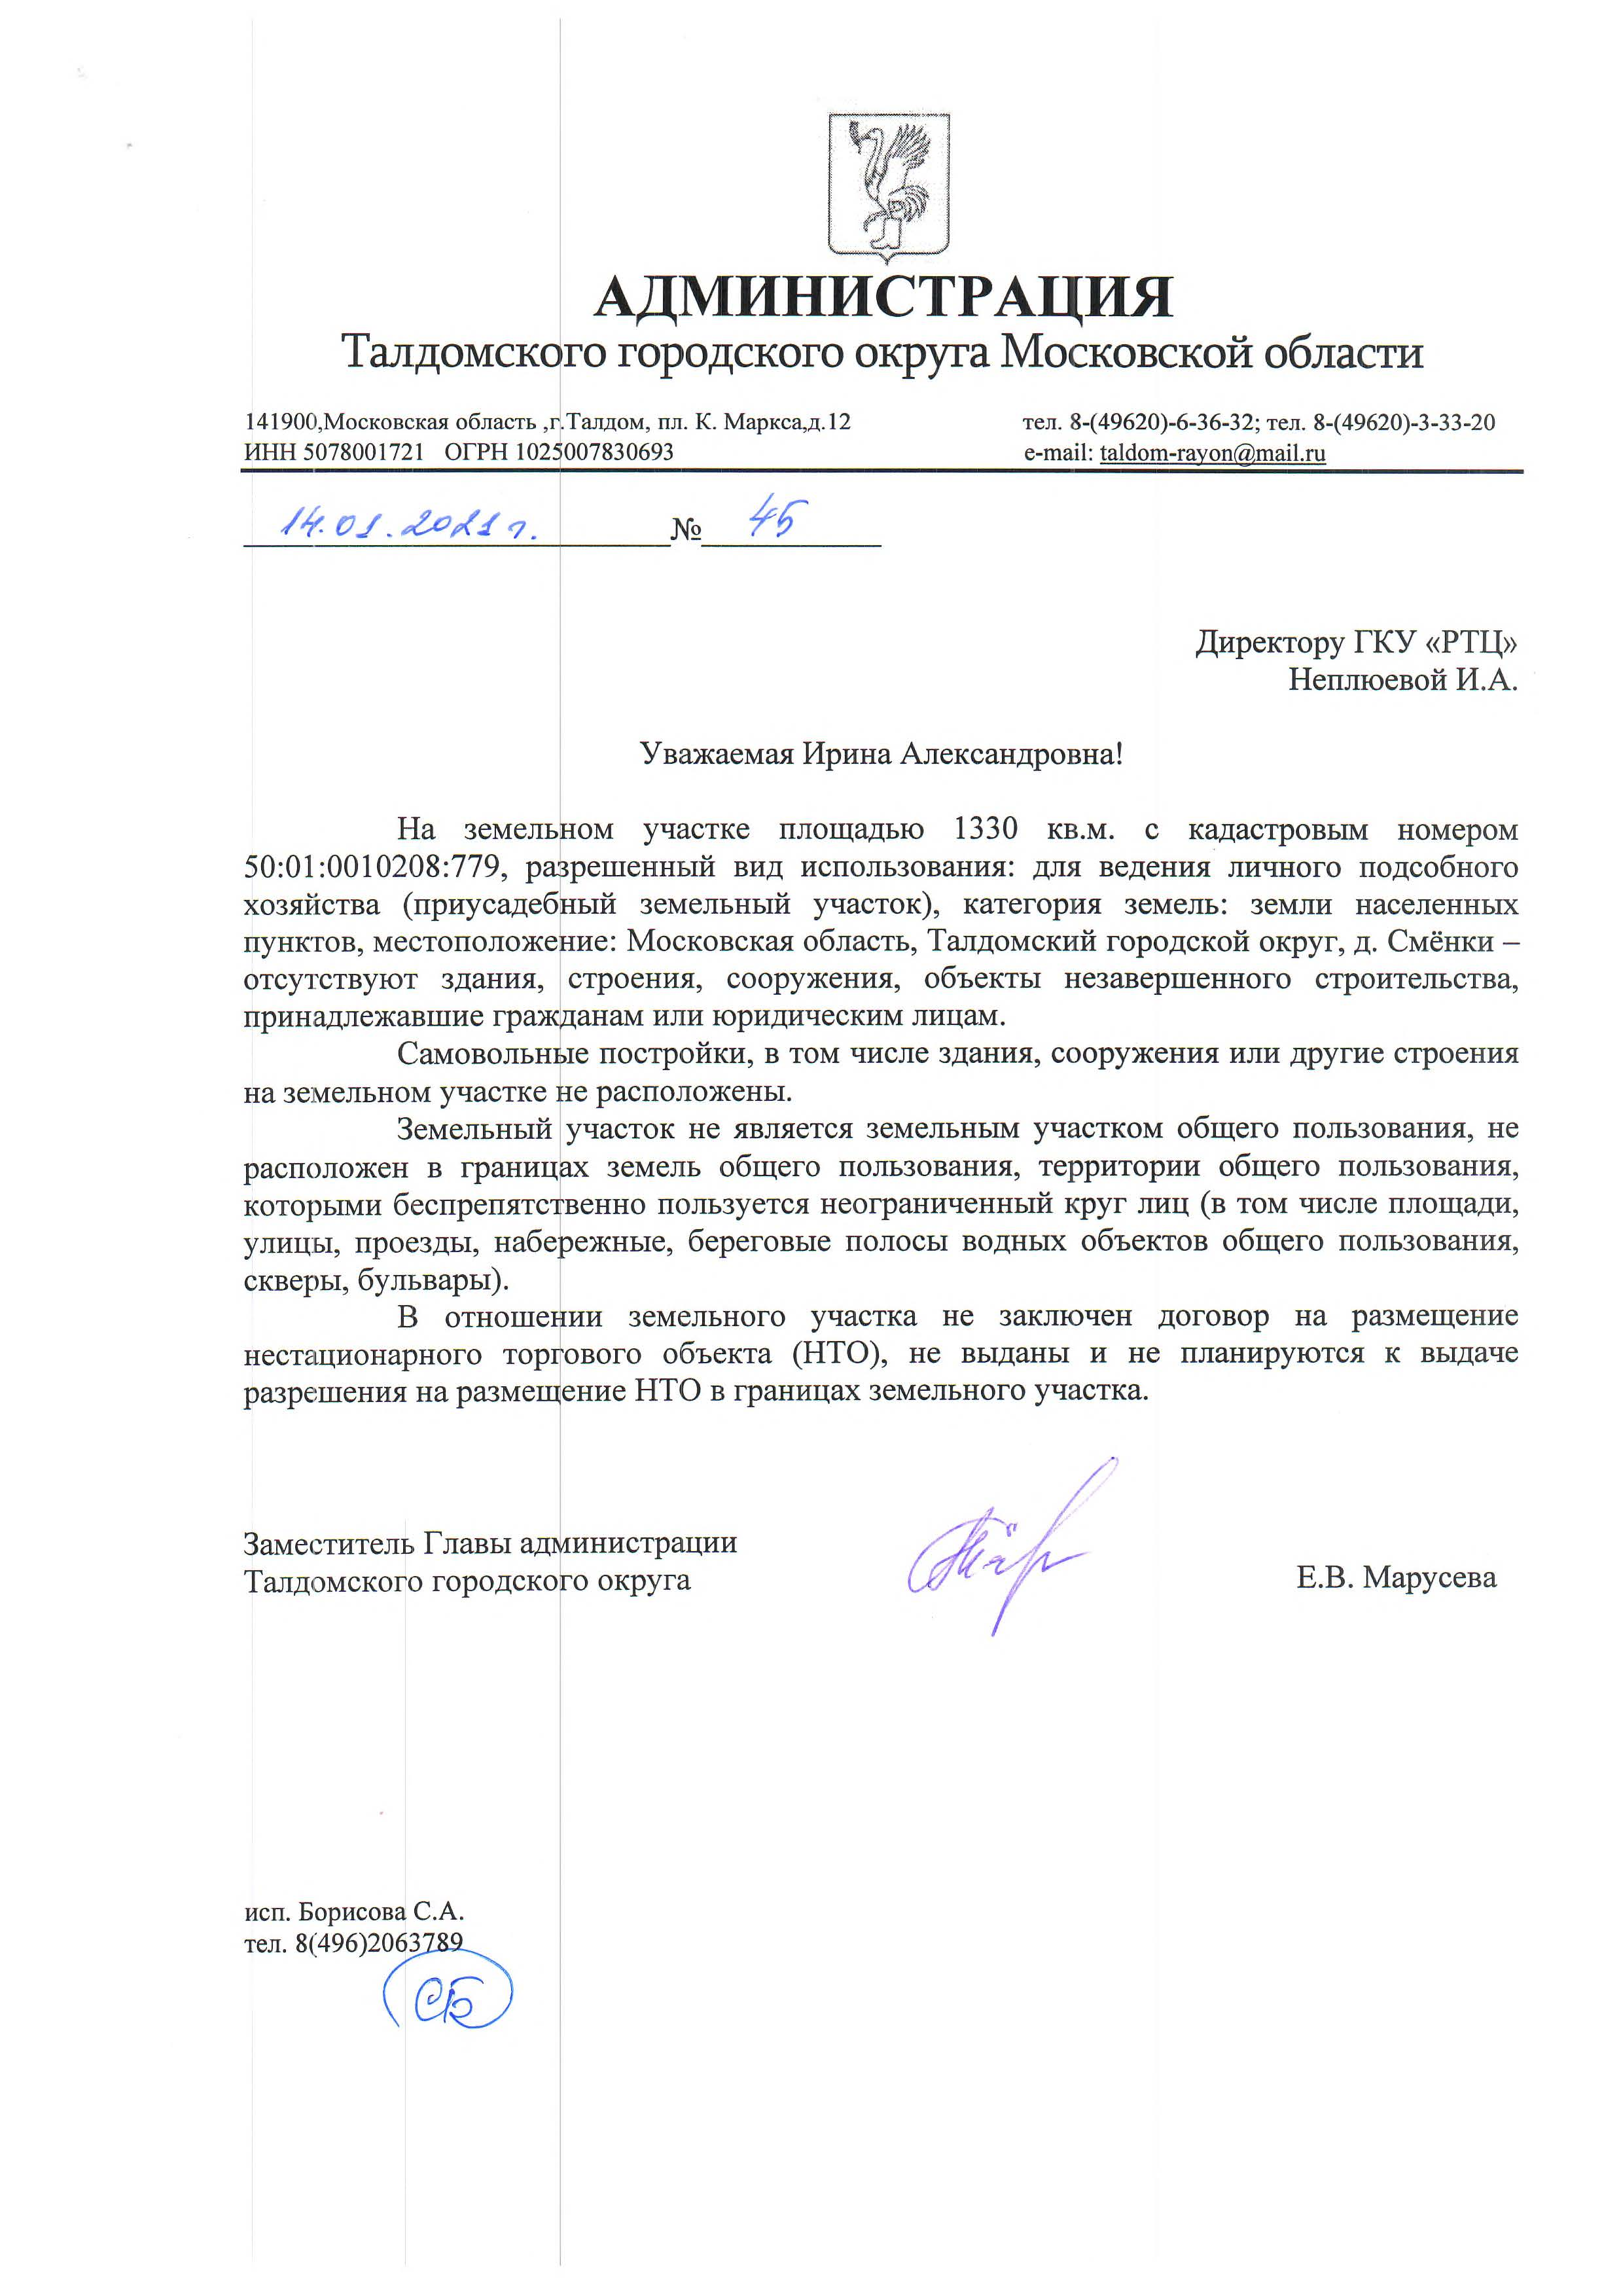 АДМИНИСТРАЦИЯ
Талдомского городского округа Московской области
141900,Московская область ,г.Талдом, пл. К. Маркса,д.12 тел. 8-(49620)-6-36-32; тел. 8-(49620)-3-33-20
ИНН 5078001721 ОГРН 1025007830693 e-mail: taldom-rayon@mail.ru
14.01.2021 г. № 45
Директору ГКУ «РТЦ»
Неплюевой И.А.
Уважаемая Ирина Александровна!
На земельном участке площадью 1330 кв.м. с кадастровым номером
50:01:0010208:779, разрешенный вид использования: для ведения личного подсобного
хозяйства (приусадебный земельный участок), категория земель: земли населенных
пунктов, местоположение: Московская область, Талдомский городской округ, д. Смёнки –
отсутствуют здания, строения, сооружения, объекты незавершенного строительства,
принадлежавшие гражданам или юридическим лицам.
Самовольные постройки, в том числе здания, сооружения или другие строения
на земельном участке не расположены.
Земельный участок не является земельным участком общего пользования, не
расположен в границах земель общего пользования, территории общего пользования,
которыми беспрепятственно пользуется неограниченный круг лиц (в том числе площади,
улицы, проезды, набережные, береговые полосы водных объектов общего пользования,
скверы, бульвары).
В отношении земельного участка не заключен договор на размещение
нестационарного торгового объекта (НТО), не выданы и не планируются к выдаче
разрешения на размещение НТО в границах земельного участка.
Заместитель Главы администрации
Талдомского городского округа Е.В. Марусева
исп. Борисова С.А.
тел. 8(496)2063789
СБ